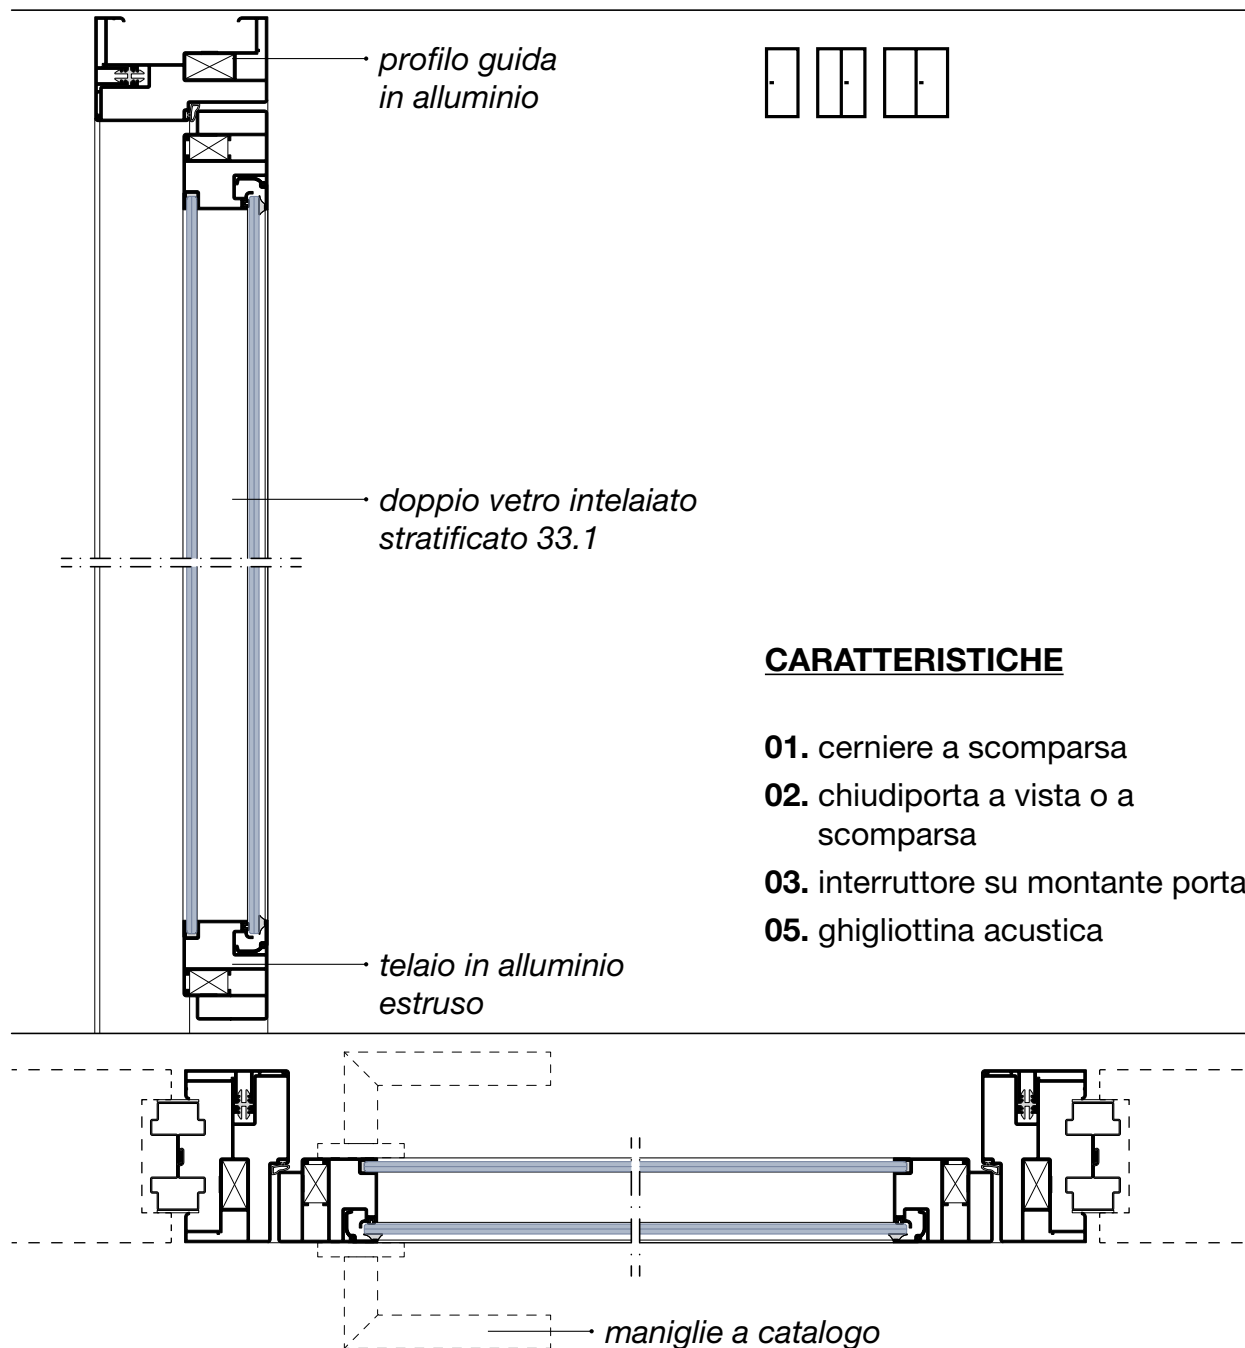 profilo guida
in alluminio
doppio vetro intelaiato
stratificato 33.1
CARATTERISTICHE
01. cerniere a scomparsa
02. chiudiporta a vista o a
scomparsa
03. interruttore su montante porta
05. ghigliottina acustica
telaio in alluminio
estruso
maniglie a catalogo